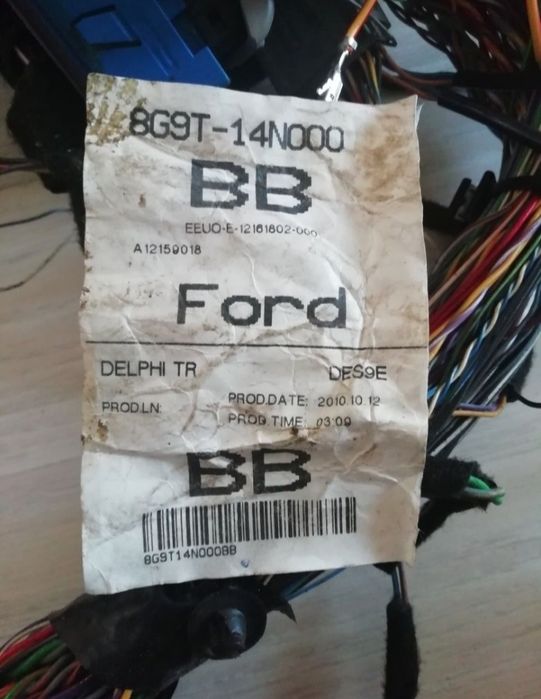 8G9T-14N000
BB
EEUO-E-12161802-000
A12159018
Ford
DELPHI TR DES9E
PROD.LN: PROD.DATE: 2010.10.12
PROD.TIME: 03:09
BB
8G9T14N000BB